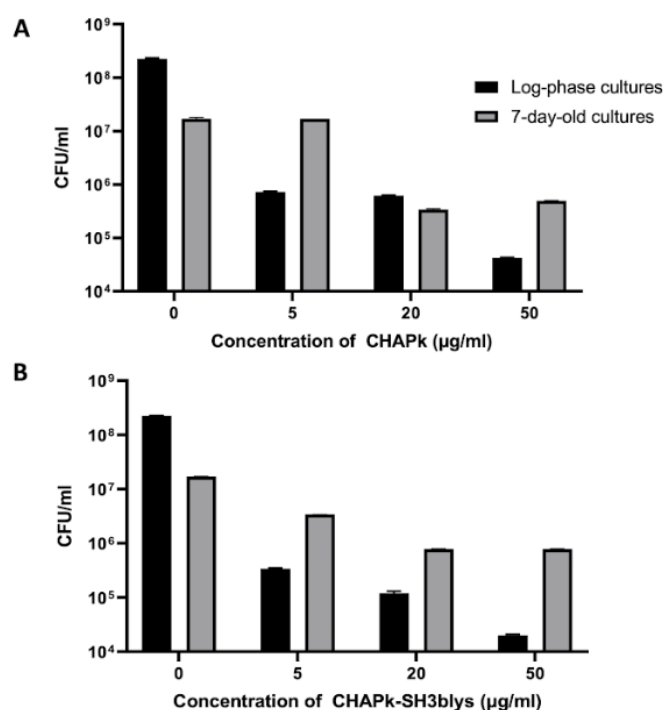 A
10⁹
10⁸
10⁷
10⁶
10⁵
10⁴
CFU/ml
Log-phase cultures
7-day-old cultures
0 5 20 50
Concentration of CHAPk (µg/ml)
B
10⁹
10⁸
10⁷
10⁶
10⁵
10⁴
CFU/ml
0 5 20 50
Concentration of CHAPk-SH3blys (µg/ml)